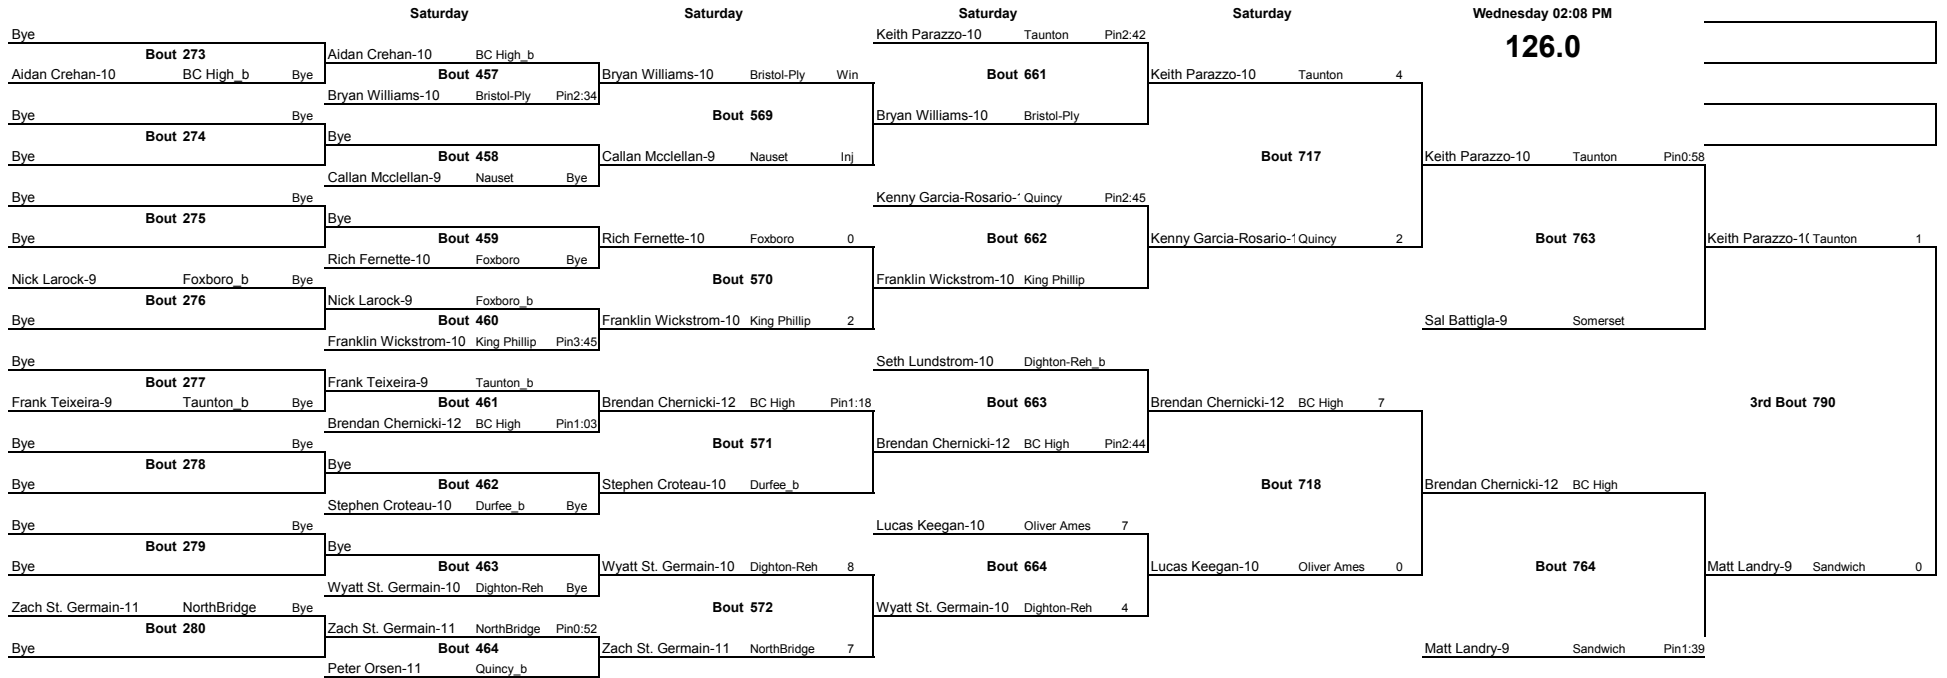 Saturday Saturday Saturday Saturday Wednesday 02:08 PM
Bye Keith Parazzo-10 Taunton Pin2:42 126.0
Bout 273 Aidan Crehan-10 BC High_b
Aidan Crehan-10 BC High_b Bye Bout 457 Bryan Williams-10 Bristol-Ply Win Bout 661 Keith Parazzo-10 Taunton 4
Bryan Williams-10 Bristol-Ply Pin2:34
Bye Bye Bout 569 Bryan Williams-10 Bristol-Ply
Bout 274 Bye
Bye Bout 458 Callan Mcclellan-9 Nauset Inj Bout 717 Keith Parazzo-10 Taunton Pin0:58
Callan Mcclellan-9 Nauset Bye
Bye Bye Kenny Garcia-Rosario- Quincy Pin2:45
Bout 275 Bye
Bye Bout 459 Rich Fernette-10 Foxboro 0 Bout 662 Kenny Garcia-Rosario-1 Quincy 2 Bout 763 Keith Parazzo-1( Taunton 1
Rich Fernette-10 Foxboro Bye
Nick Larock-9 Foxboro_b Bye Bout 570 Franklin Wickstrom-10 King Phillip
Bout 276 Nick Larock-9 Foxboro_b
Bye Bout 460 Franklin Wickstrom-10 King Phillip 2 Sal Battigla-9 Somerset
Franklin Wickstrom-10 King Phillip Pin3:45
Bye Seth Lundstrom-10 Dighton-Reh_b
Bout 277 Frank Teixeira-9 Taunton_b
Frank Teixeira-9 Taunton_b Bye Bout 461 Brendan Chernicki-12 BC High Pin1:18 Bout 663 Brendan Chernicki-12 BC High 7 3rd Bout 790
Brendan Chernicki-12 BC High Pin1:03
Bye Bye Bout 571 Brendan Chernicki-12 BC High Pin2:44
Bout 278 Bye
Bye Bout 462 Stephen Croteau-10 Durfee_b Bout 718 Brendan Chernicki-12 BC High
Stephen Croteau-10 Durfee_b Bye
Bye Bye Lucas Keegan-10 Oliver Ames 7
Bout 279 Bye
Bye Bout 463 Wyatt St. Germain-10 Dighton-Reh 8 Bout 664 Lucas Keegan-10 Oliver Ames 0 Bout 764 Matt Landry-9 Sandwich 0
Wyatt St. Germain-10 Dighton-Reh Bye
Zach St. Germain-11 NorthBridge Bye Bout 572 Wyatt St. Germain-10 Dighton-Reh 4
Bout 280 Zach St. Germain-11 NorthBridge Pin0:52
Bye Bout 464 Zach St. Germain-11 NorthBridge 7 Matt Landry-9 Sandwich Pin1:39
Peter Orsen-11 Quincy_b